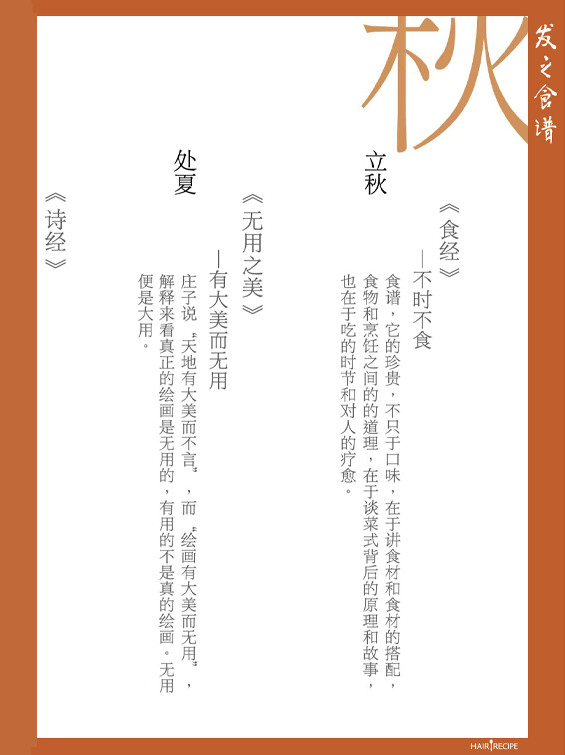 发之食谱
秋
立秋
《食经》
—不时不食
食谱，它的珍贵，不只于口味，在于讲食材和食材的搭配，
食物和烹饪之间的的道理，在于谈菜式背后的原理和故事，
也在于吃的时节和对人的疗愈。
处夏
《无用之美》
—有大美而无用
庄子说“天地有大美而不言”，而“绘画有大美而无用”，
解释来看真正的绘画是无用的，有用的不是真的绘画。无用
便是大用。
《诗经》
HAIR RECIPE